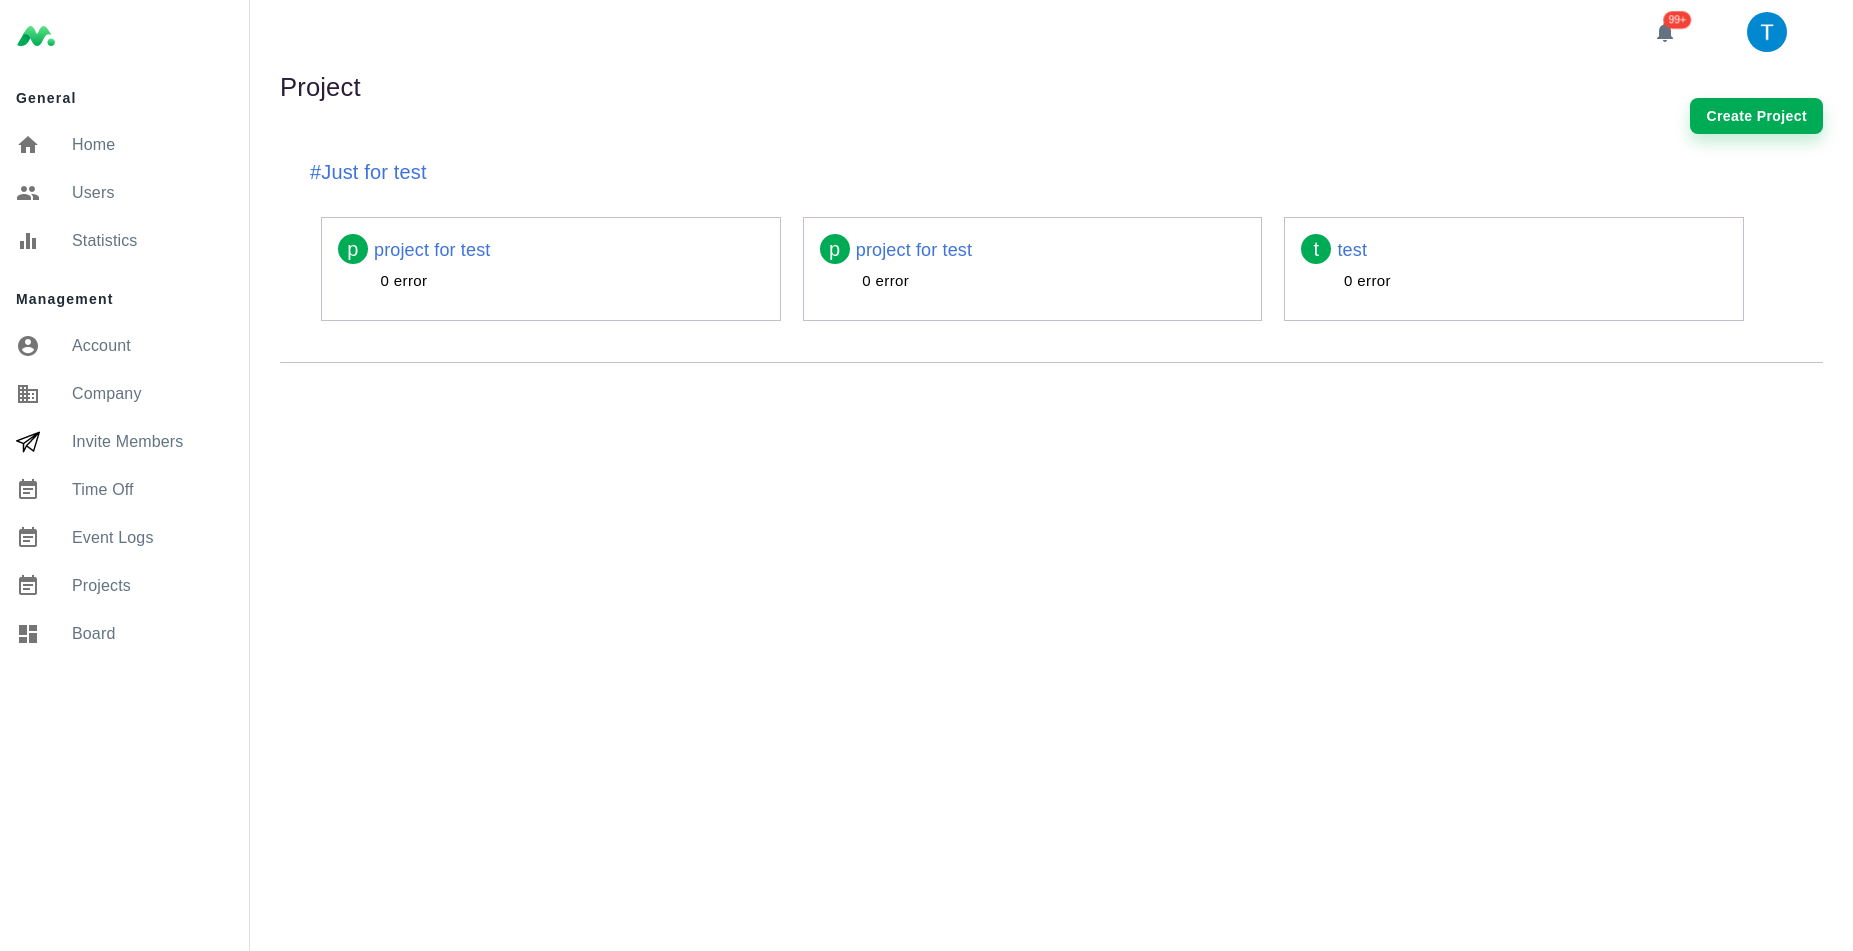 General
Home
Users
Statistics
Management
Account
Company
Invite Members
Time Off
Event Logs
Projects
Board
99+
T
Project
Create Project
#Just for test
p project for test
0 error
p project for test
0 error
t test
0 error